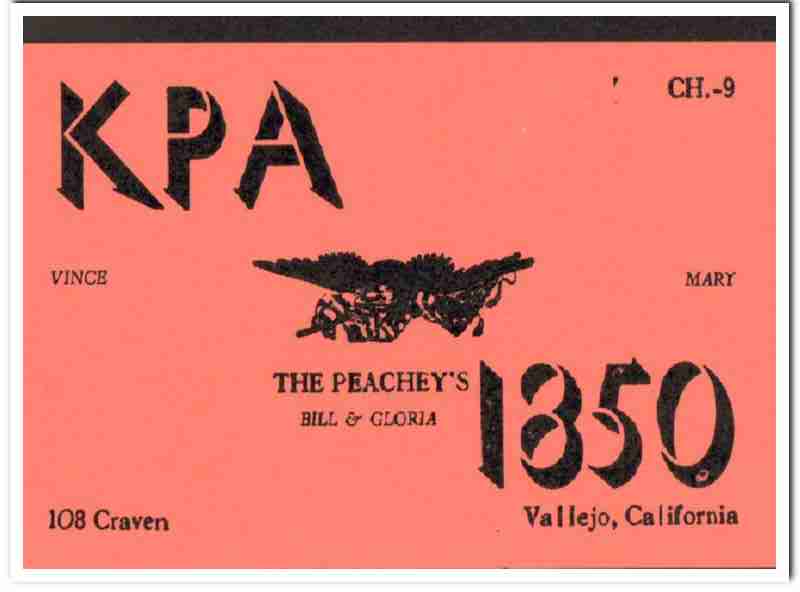 KPA
CH.-9
VINCE
MARY
THE PEACHEY'S
BILL & GLORIA
1850
108 Craven
Vallejo, California